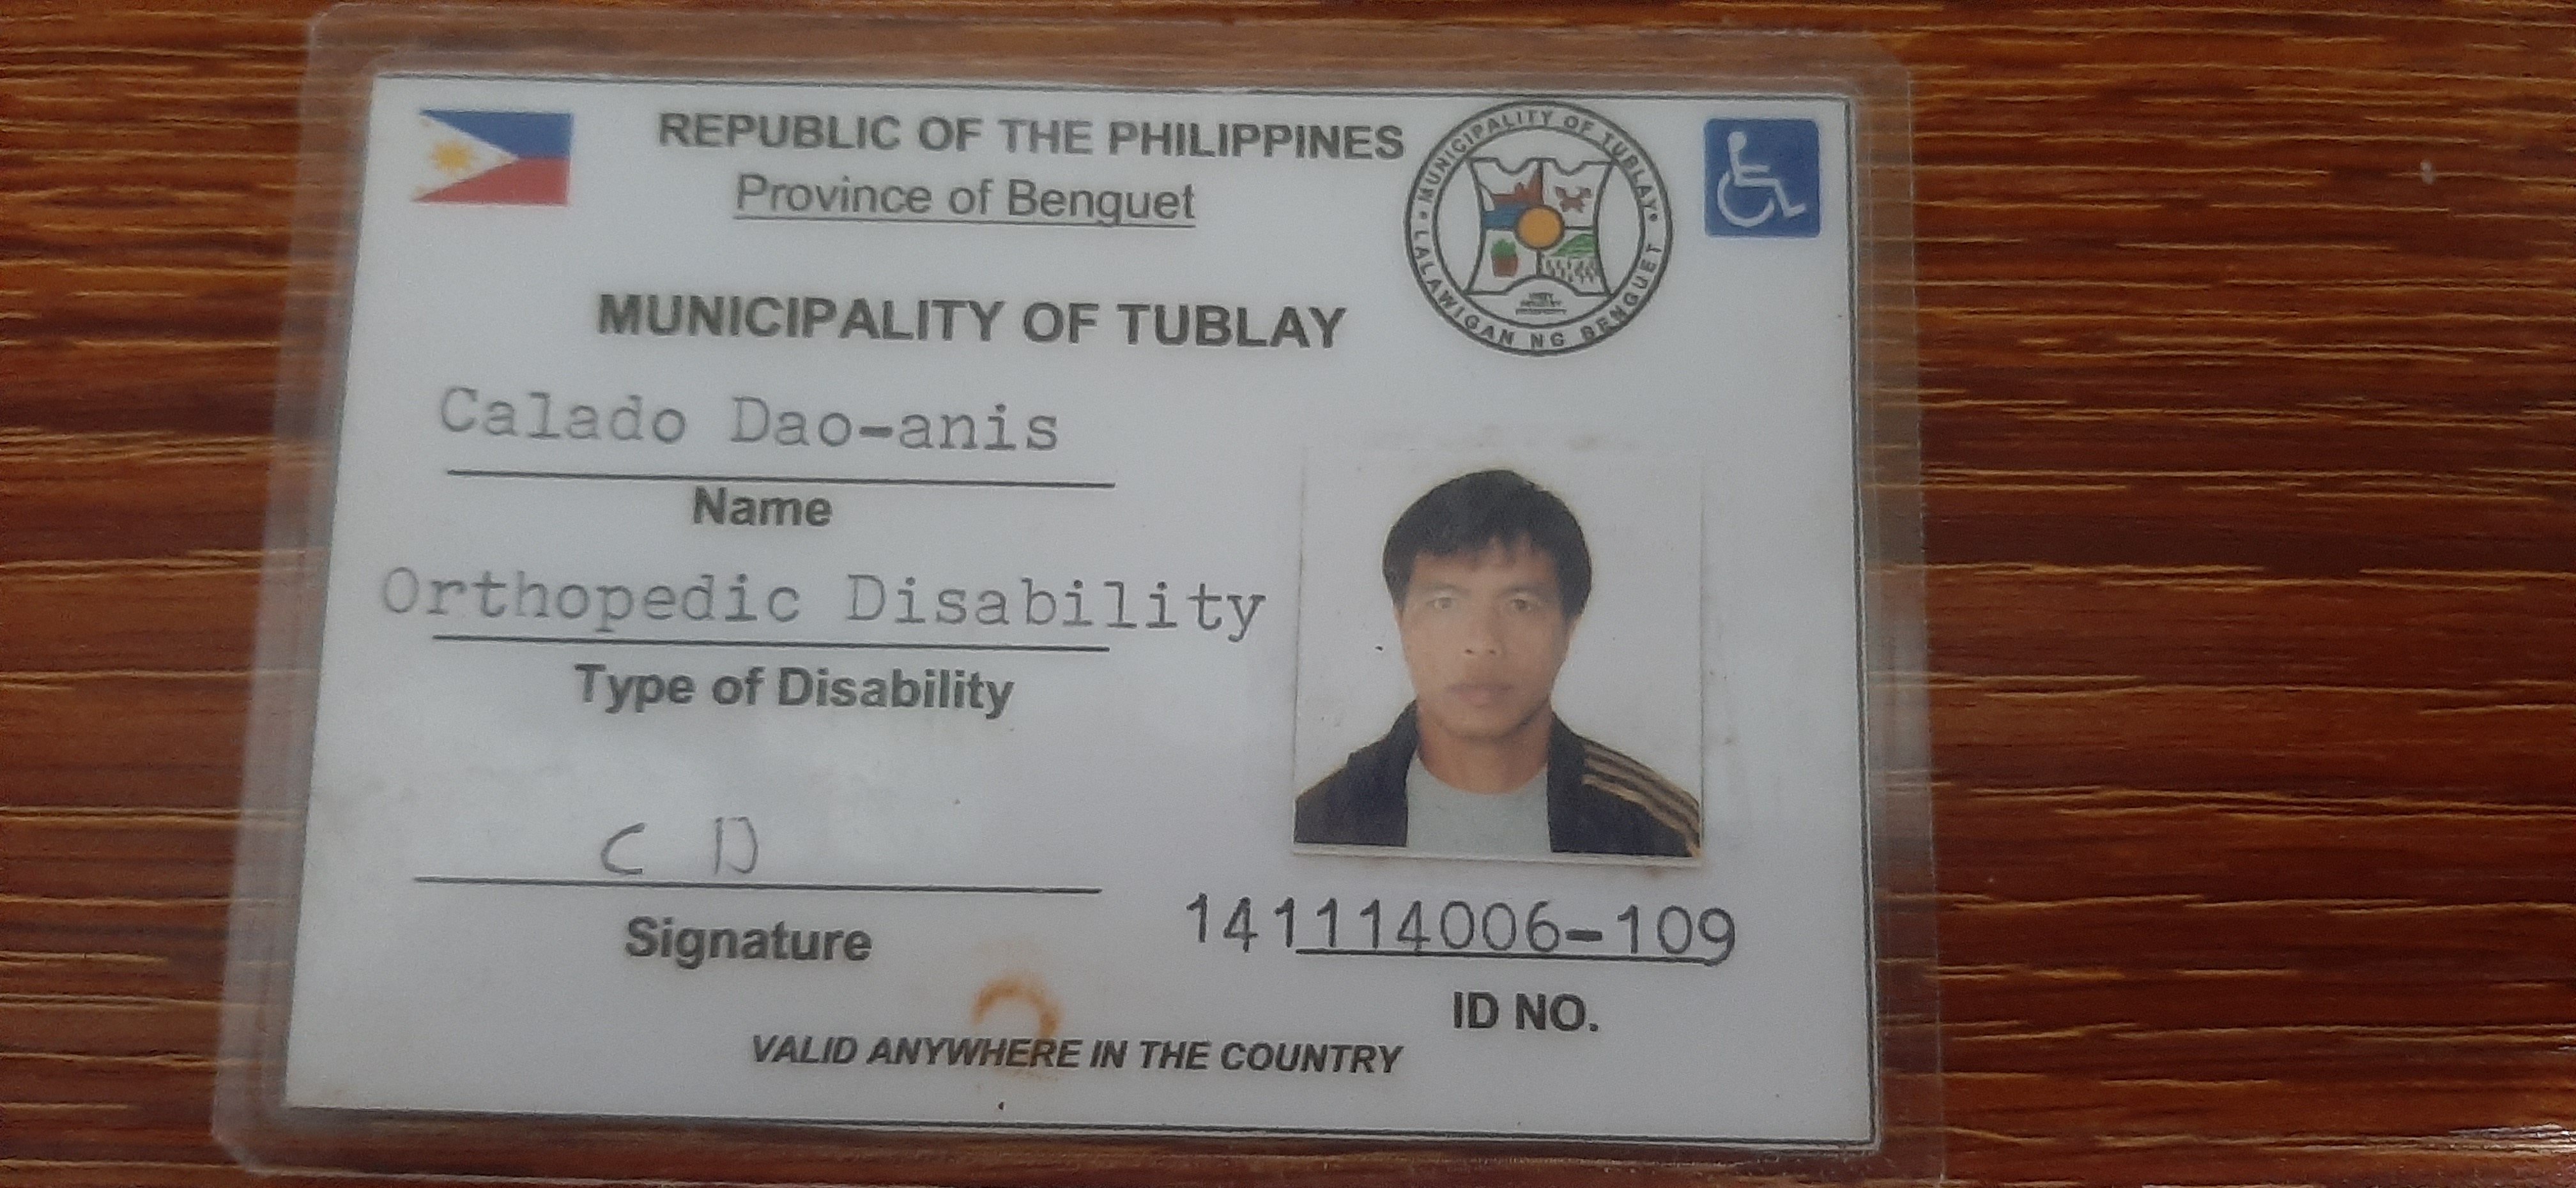 REPUBLIC OF THE PHILIPPINES
Province of Benguet
MUNICIPALITY OF TUBLAY
LALAWIGAN NG BENGUET
MUNICIPALITY OF TUBLAY
Calado Dao-anis
Name
Orthopedic Disability
Type of Disability
C D
Signature
141114006-109
ID NO.
VALID ANYWHERE IN THE COUNTRY